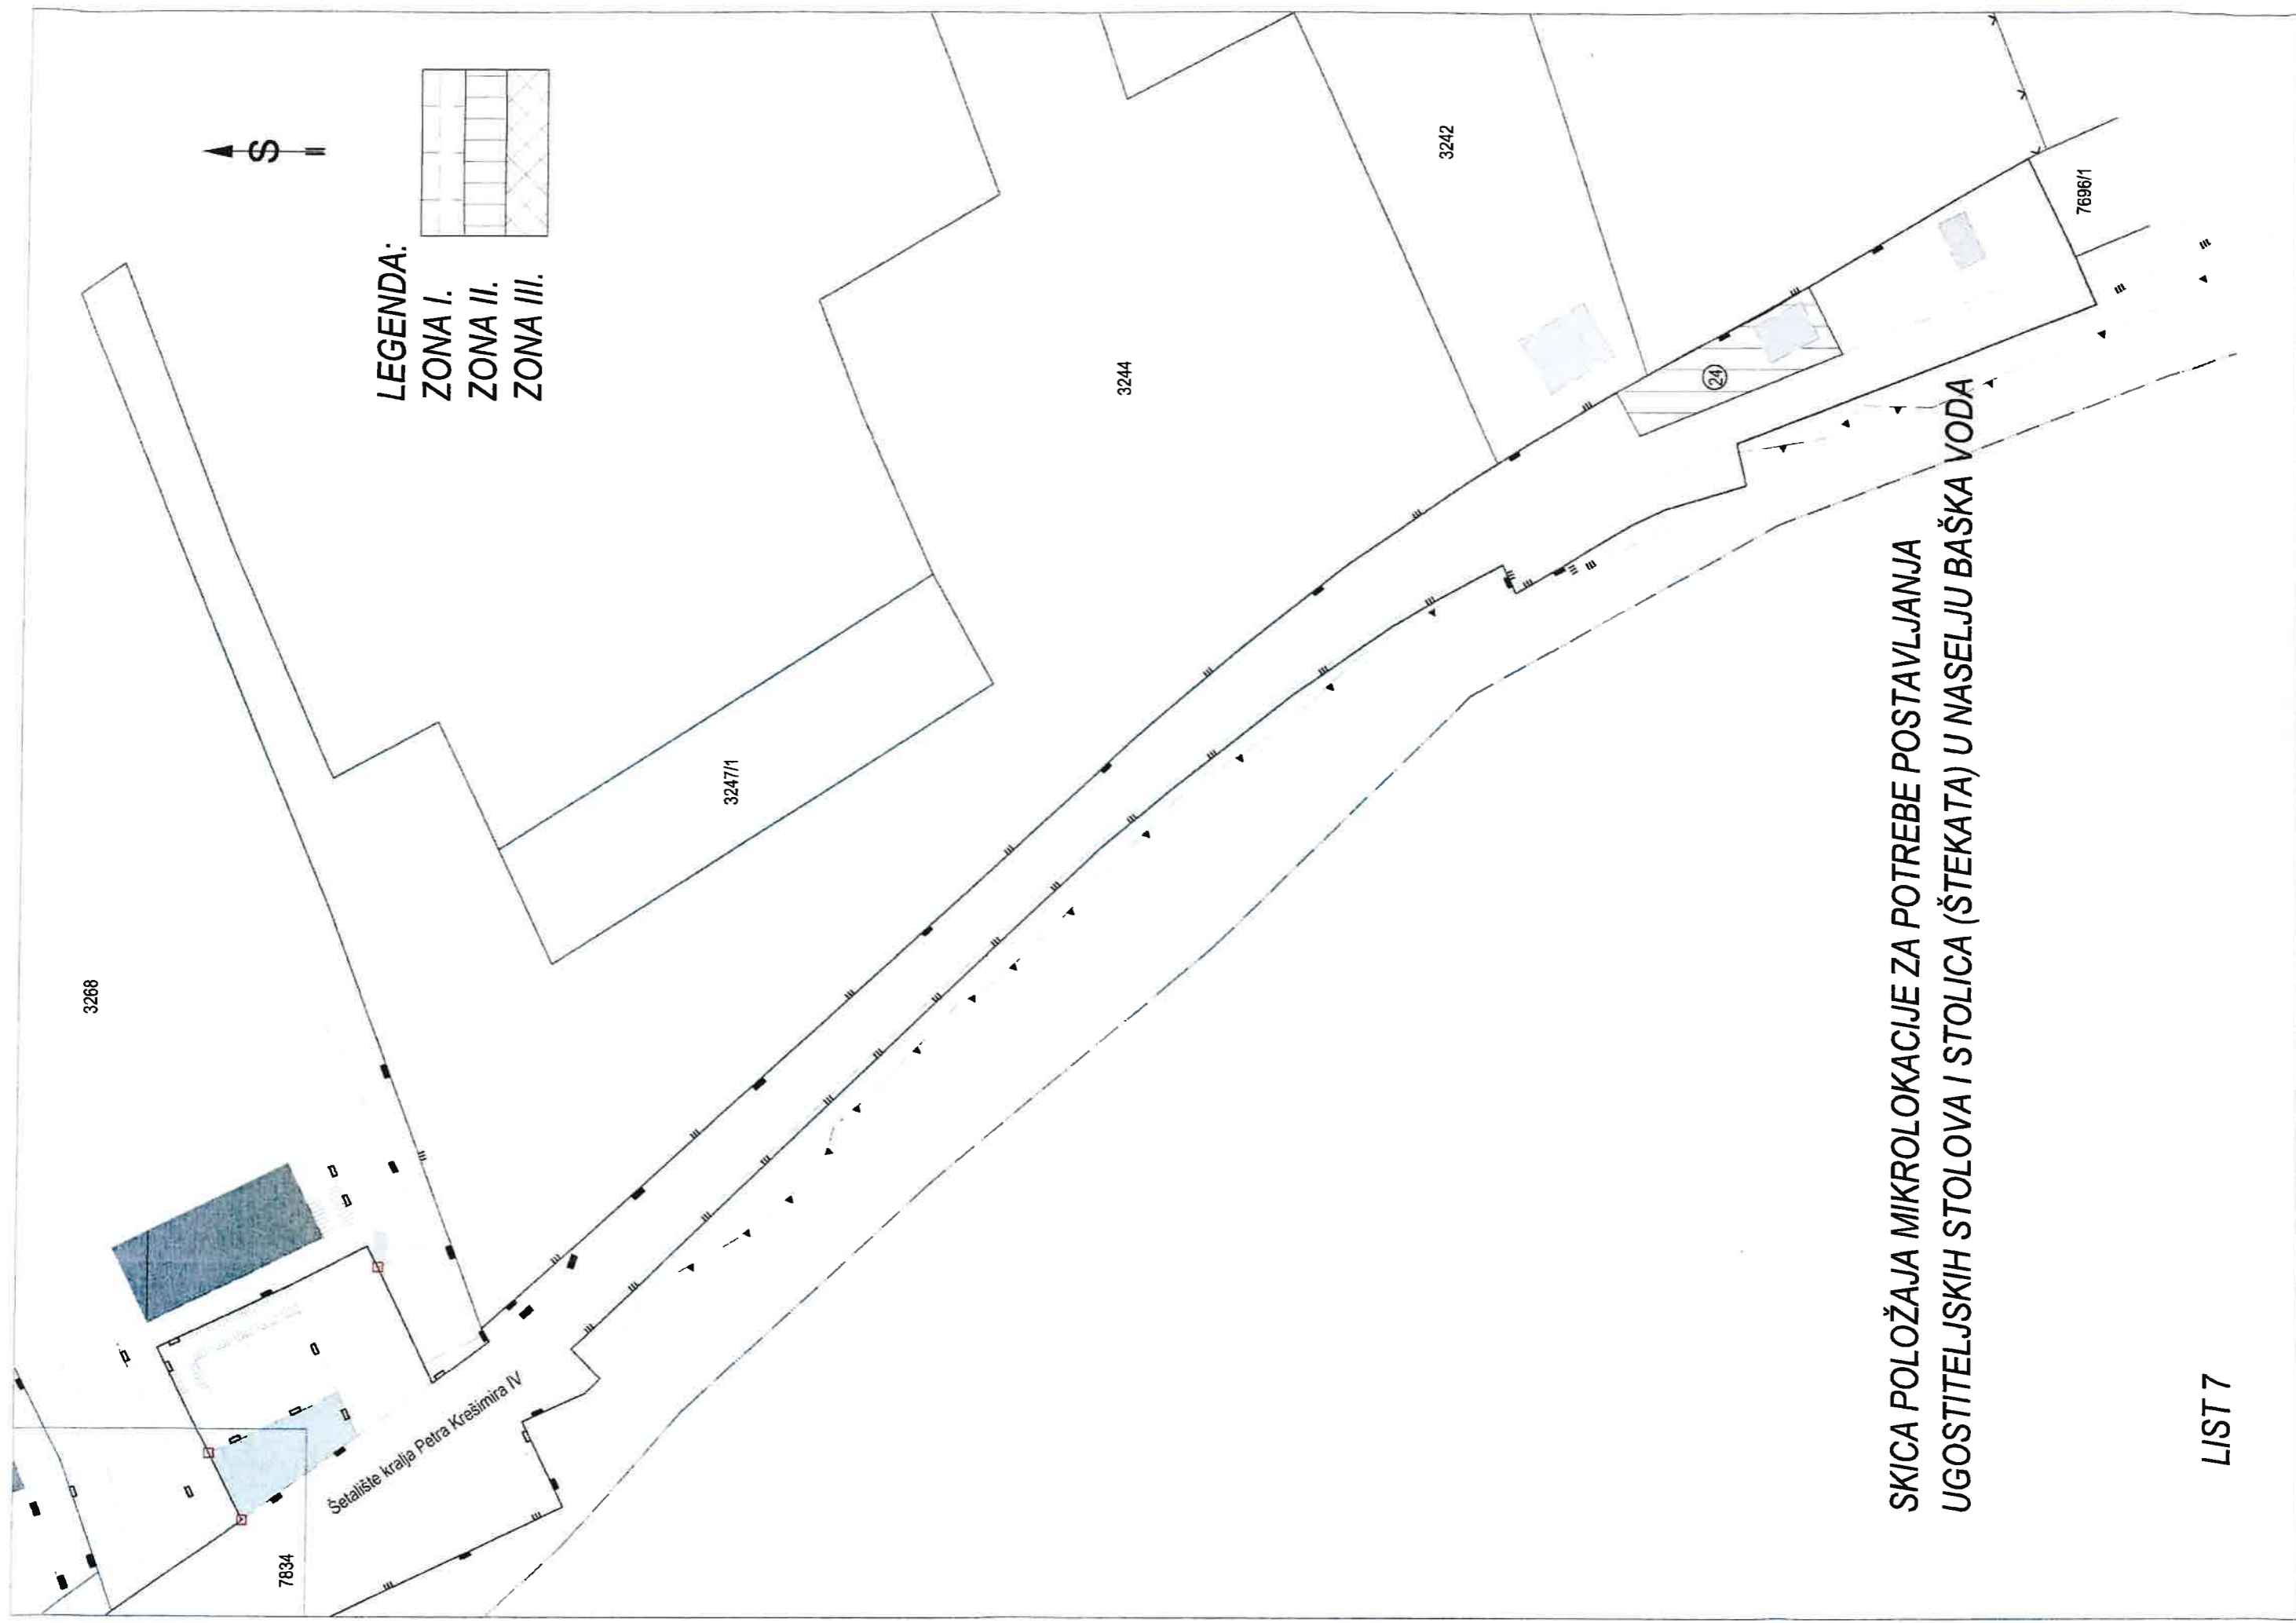 LEGENDA:
ZONA I.
ZONA II.
ZONA III.
S
3268
3247/1
3244
3242
7696/1
24
7834
Šetalište kralja Petra Krešimira IV
SKICA POLOŽAJA MIKROLOKACIJE ZA POTREBE POSTAVLJANJA
UGOSTITELJSKIH STOLOVA I STOLICA (ŠTEKATA) U NASELJU BAŠKA VODA
LIST 7